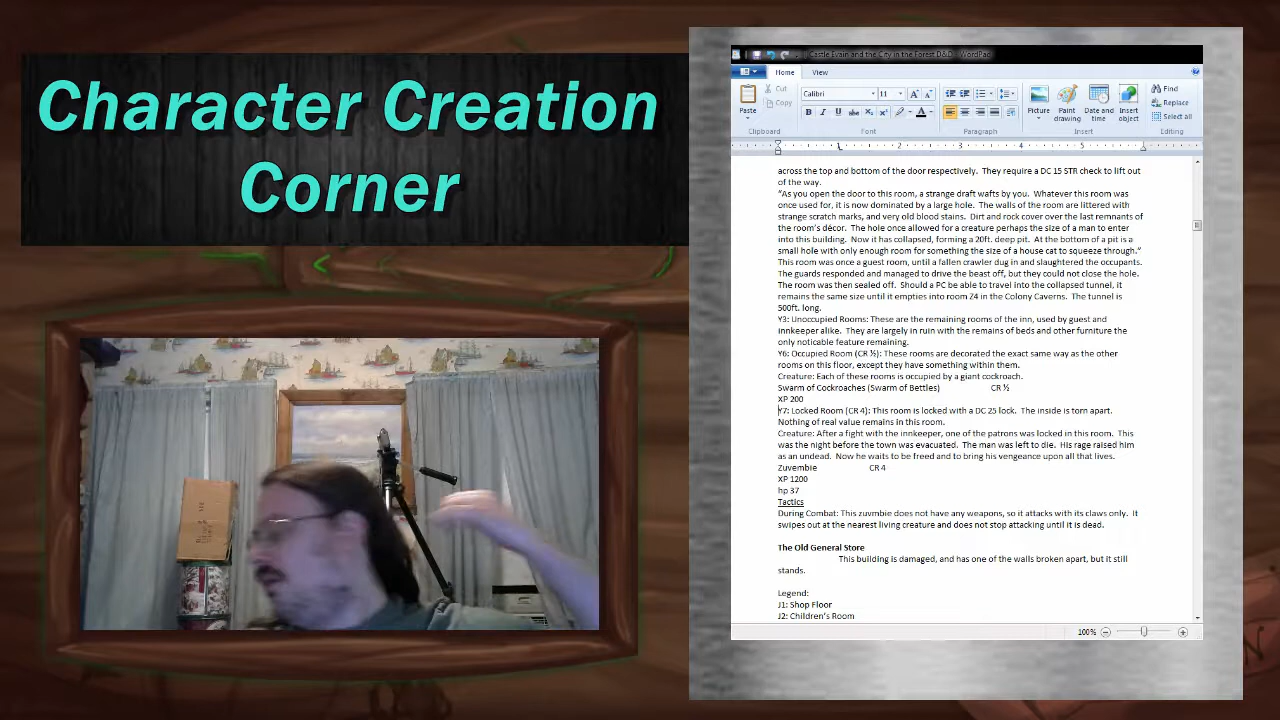 Character Creation
Corner
Castle Evain and the City in the Forest D&D - WordPad
Home
View
Cut
Copy
Paste
Clipboard
Calibri
11
Font
Paragraph
Picture
Paint
drawing
Date and
time
Insert
object
Insert
Find
Replace
Select all
Editing
1
2
3
4
5
across the top and bottom of the door respectively.  They require a DC 15 STR check to lift out
of the way.
"As you open the door to this room, a strange draft wafts by you.  Whatever this room was
once used for, it is now dominated by a large hole.  The walls of the room are littered with
strange scratch marks, and very old blood stains.  Dirt and rock cover over the last remnants of
the room's décor.  The hole once allowed for a creature perhaps the size of a man to enter
into this building.  Now it has collapsed, forming a 20ft. deep pit.  At the bottom of a pit is a
small hole with only enough room for something the size of a house cat to squeeze through."
This room was once a guest room, until a fallen crawler dug in and slaughtered the occupants.
The guards responded and managed to drive the beast off, but they could not close the hole.
The room was then sealed off.  Should a PC be able to travel into the collapsed tunnel, it
remains the same size until it empties into room Z4 in the Colony Caverns.  The tunnel is
500ft. long.
Y3: Unoccupied Rooms: These are the remaining rooms of the inn, used by guest and
innkeeper alike.  They are largely in ruin with the remains of beds and other furniture the
only noticable feature remaining.
Y6: Occupied Room (CR ½): These rooms are decorated the exact same way as the other
rooms on this floor, except they have something within them.
Creature: Each of these rooms is occupied by a giant cockroach.
Swarm of Cockroaches (Swarm of Bettles) CR ½
XP 200
Y7: Locked Room (CR 4): This room is locked with a DC 25 lock.  The inside is torn apart.
Nothing of real value remains in this room.
Creature: After a fight with the innkeeper, one of the patrons was locked in this room.  This
was the night before the town was evacuated.  The man was left to die.  His rage raised him
as an undead.  Now he waits to be freed and to bring his vengeance upon all that lives.
Zuvembie CR 4
XP 1200
hp 37
Tactics
During Combat: This zuvmbie does not have any weapons, so it attacks with its claws only.  It
swipes out at the nearest living creature and does not stop attacking until it is dead.
The Old General Store
This building is damaged, and has one of the walls broken apart, but it still
stands.
Legend:
J1: Shop Floor
J2: Children's Room
100%